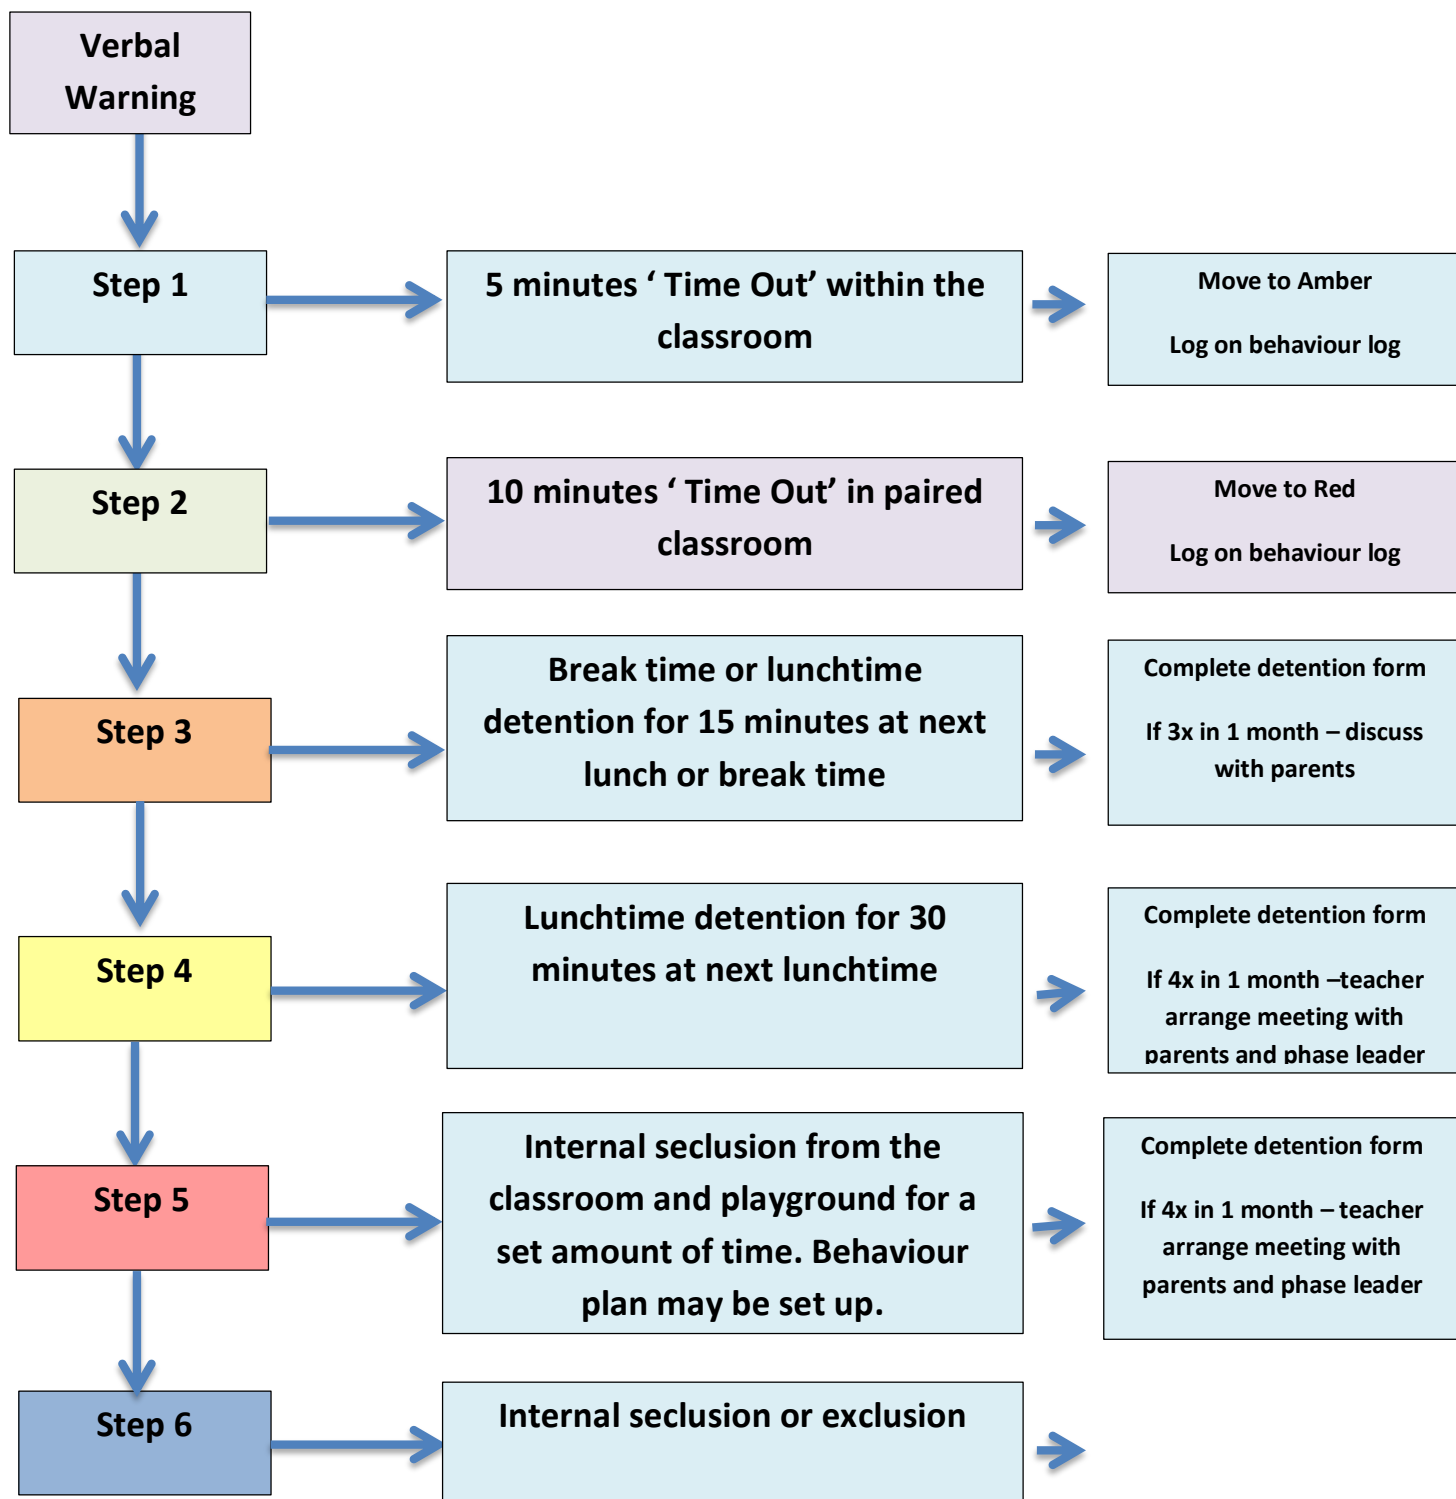 Verbal
Warning
Step 1
5 minutes ‘ Time Out’ within the
classroom
Move to Amber
Log on behaviour log
Step 2
10 minutes ‘ Time Out’ in paired
classroom
Move to Red
Log on behaviour log
Step 3
Break time or lunchtime
detention for 15 minutes at next
lunch or break time
Complete detention form
If 3x in 1 month – discuss
with parents
Step 4
Lunchtime detention for 30
minutes at next lunchtime
Complete detention form
If 4x in 1 month –teacher
arrange meeting with
parents and phase leader
Step 5
Internal seclusion from the
classroom and playground for a
set amount of time. Behaviour
plan may be set up.
Complete detention form
If 4x in 1 month – teacher
arrange meeting with
parents and phase leader
Step 6
Internal seclusion or exclusion